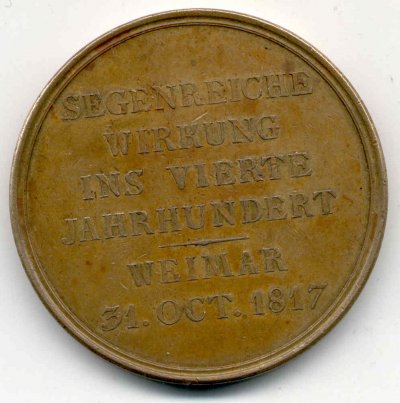 SEGENREICHE
WIRKUNG
INS VIERTE
JAHRHUNDERT
WEIMAR
31. OCT. 1817